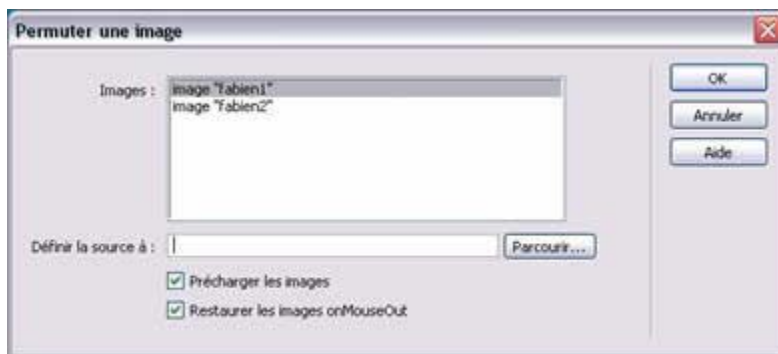 Permuter une image
Images :
image "fabien1"
image "fabien2"
OK
Annuler
Aide
Définir la source à :
Parcourir...
Précharger les images
Restaurer les images onMouseOut